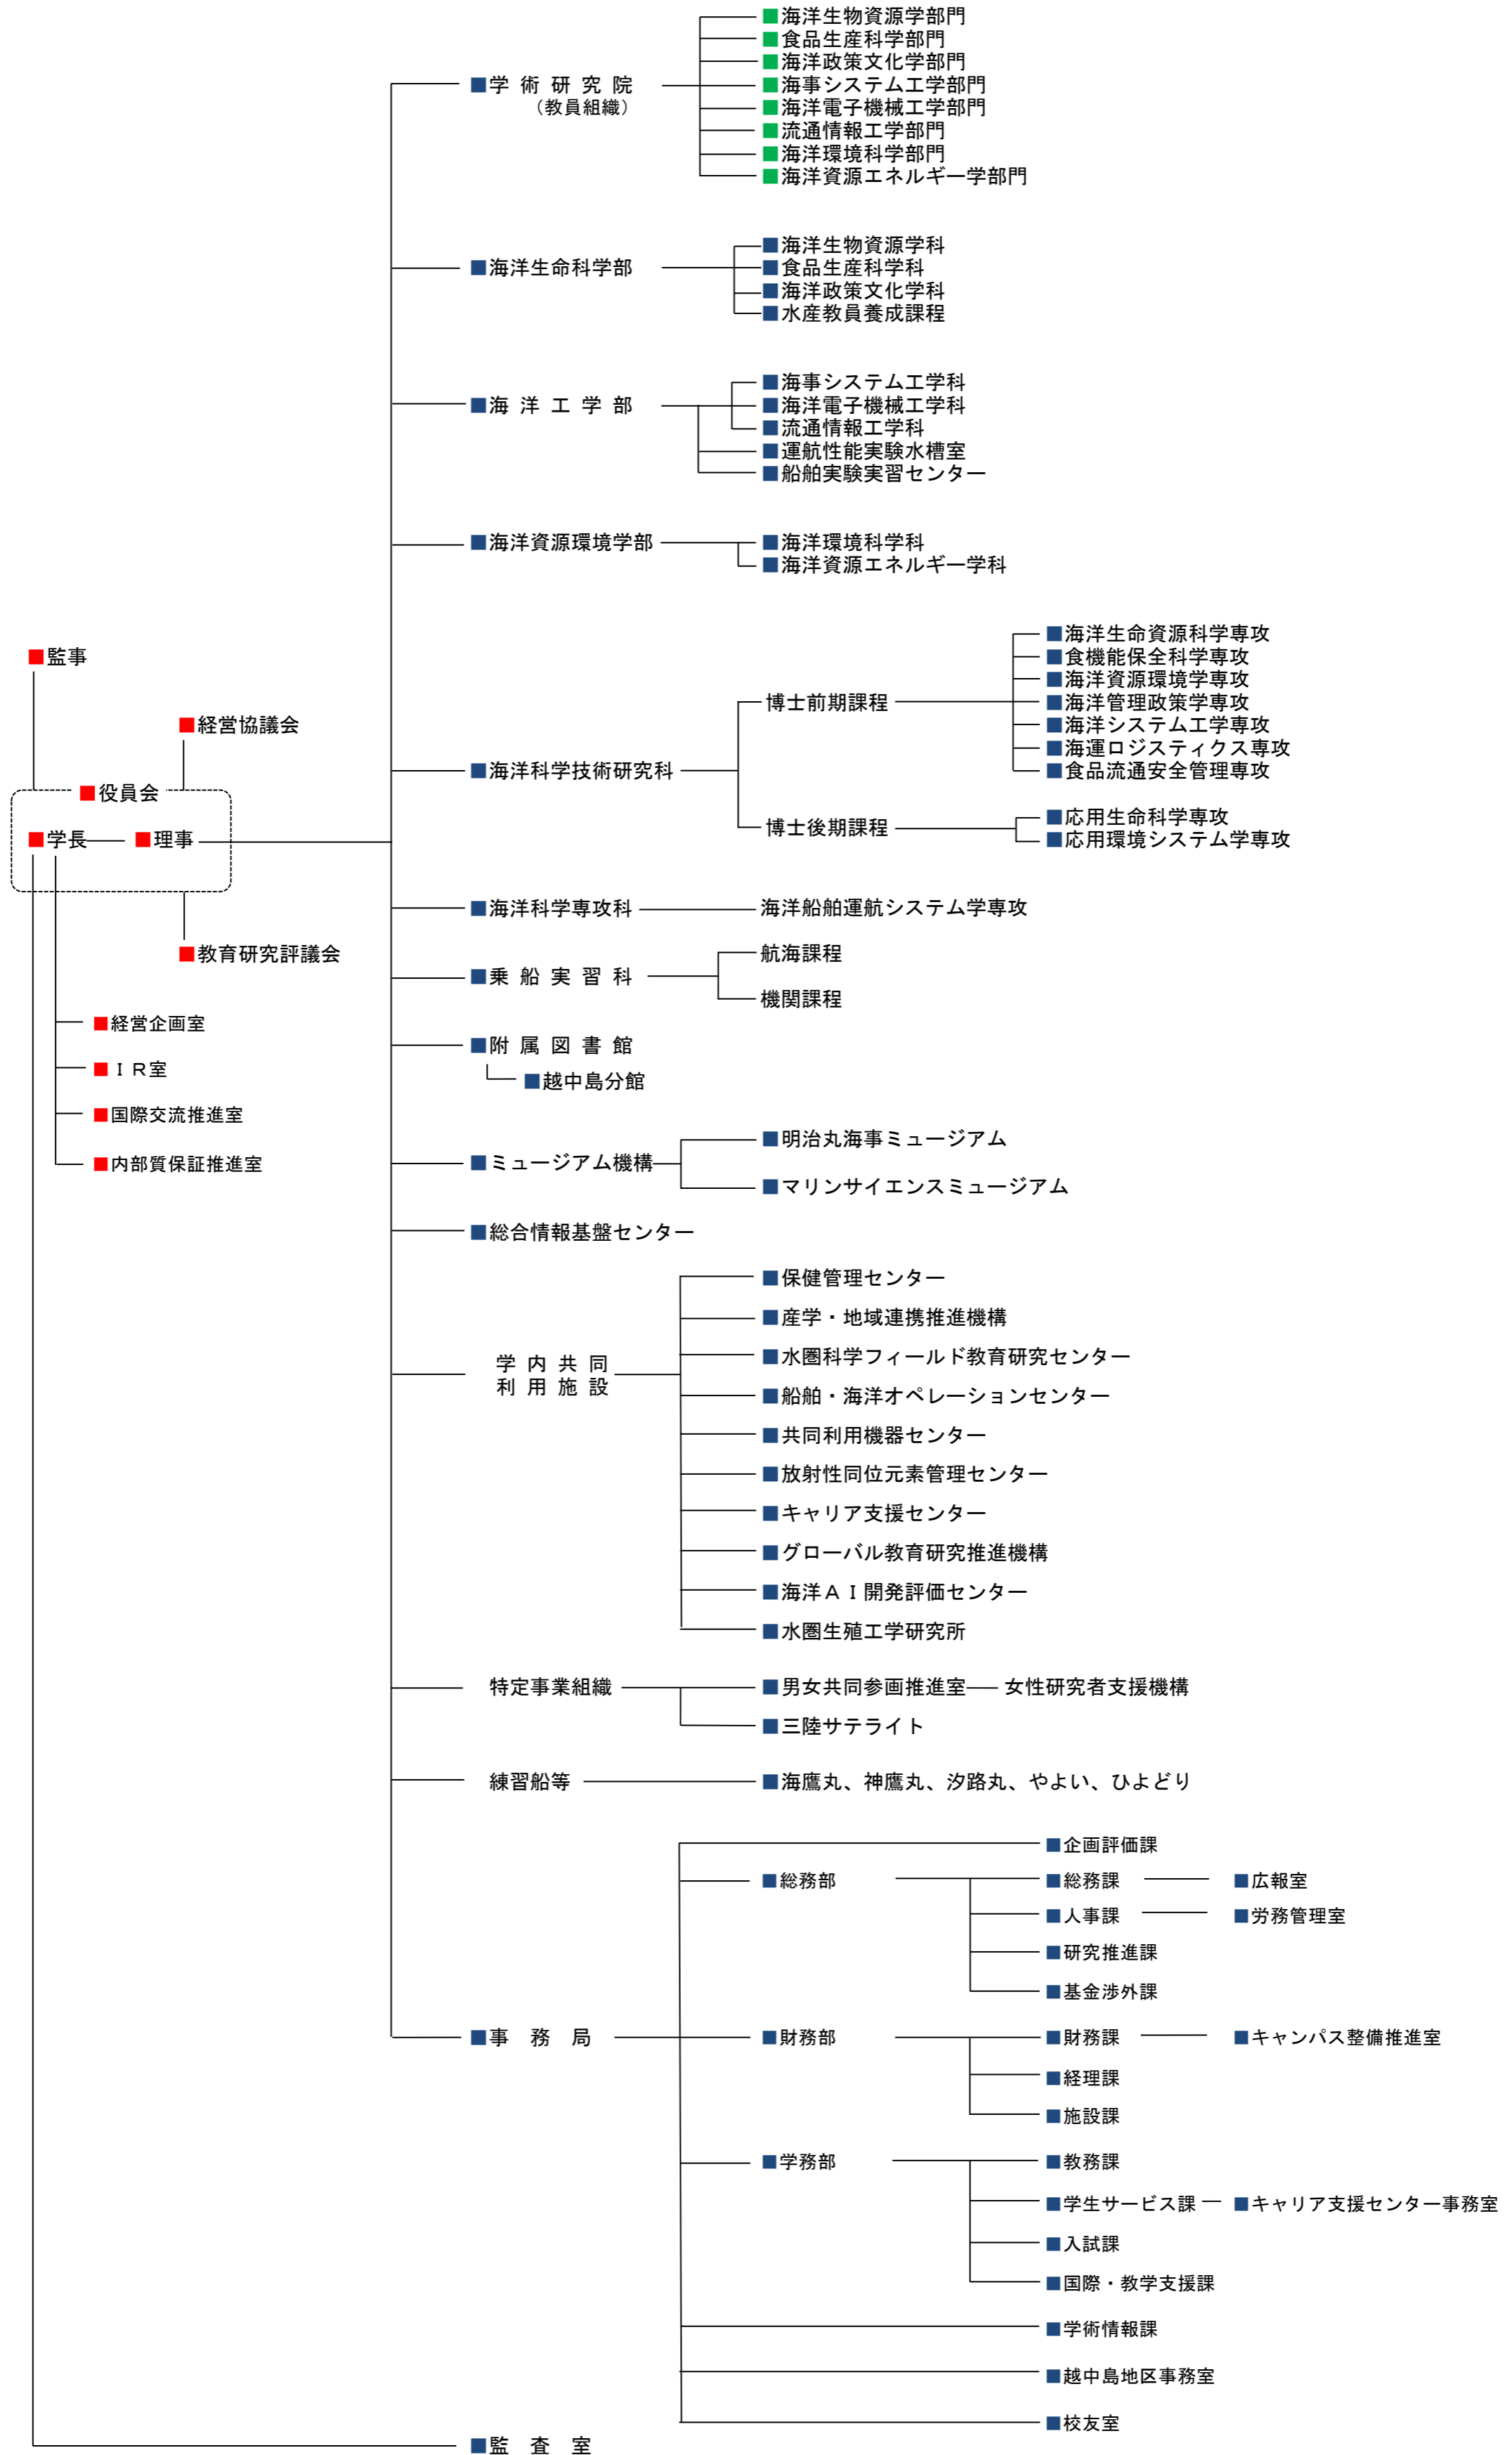 ■海洋生物資源学部門
■食品生産科学部門
■海洋政策文化学部門
■学術研究院
■海事システム工学部門
(教員組織)
■海洋電子機械工学部門
■流通情報工学部門
■海洋環境科学部門
■海洋資源エネルギー学部門
■海洋生物資源学科
■海洋生命科学部
■食品生産科学科
■海洋政策文化学科
■水産教員養成課程
■海事システム工学科
■海洋工学部
■海洋電子機械工学科
■流通情報工学科
■運航性能実験水槽室
■船舶実験実習センター
■海洋資源環境学部
■海洋環境科学科
■海洋資源エネルギー学科
■監事
■経営協議会
■役員会
■学長
■理事
■教育研究評議会
■経営企画室
■ＩＲ室
■国際交流推進室
■内部質保証推進室
■海洋科学技術研究科
博士前期課程
■海洋生命資源科学専攻
■食機能保全科学専攻
■海洋資源環境学専攻
■海洋管理政策学専攻
■海洋システム工学専攻
■海運ロジスティクス専攻
■食品流通安全管理専攻
博士後期課程
■応用生命科学専攻
■応用環境システム学専攻
■海洋科学専攻科
海洋船舶運航システム学専攻
■乗船実習科
航海課程
機関課程
■附属図書館
■越中島分館
■ミュージアム機構
■明治丸海事ミュージアム
■マリンサイエンスミュージアム
■総合情報基盤センター
学内共同
利用施設
■保健管理センター
■産学・地域連携推進機構
■水圏科学フィールド教育研究センター
■船舶・海洋オペレーションセンター
■共同利用機器センター
■放射性同位元素管理センター
■キャリア支援センター
■グローバル教育研究推進機構
■海洋ＡＩ開発評価センター
■水圏生殖工学研究所
特定事業組織
■男女共同参画推進室
女性研究者支援機構
■三陸サテライト
練習船等
■海鷹丸、神鷹丸、汐路丸、やよい、ひよどり
■事務局
■企画評価課
■総務部
■総務課
■広報室
■人事課
■労務管理室
■研究推進課
■基金渉外課
■財務部
■財務課
■キャンパス整備推進室
■経理課
■施設課
■学務部
■教務課
■学生サービス課
■キャリア支援センター事務室
■入試課
■国際・教学支援課
■学術情報課
■越中島地区事務室
■校友室
■監査室